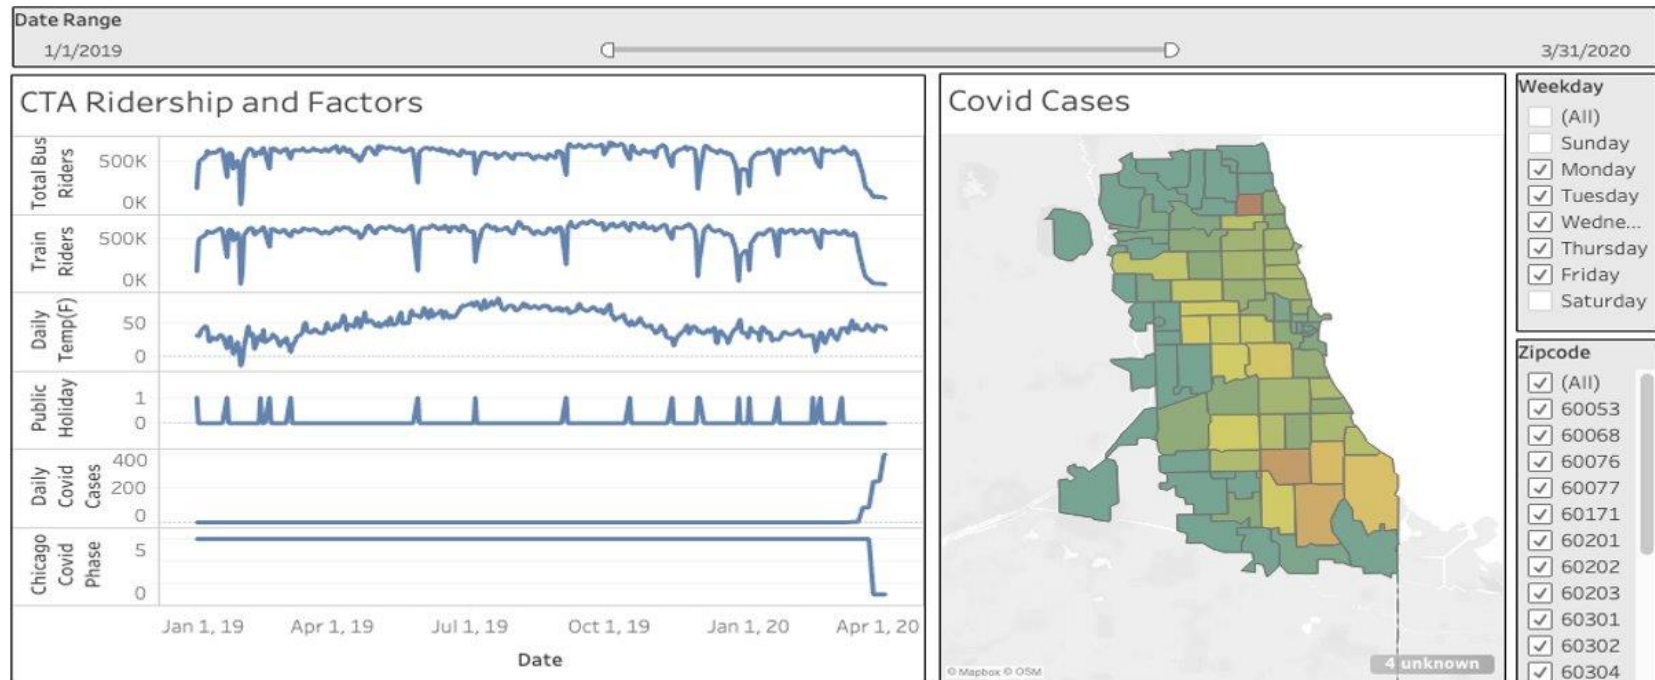 Date Range
1/1/2019
3/31/2020
CTA Ridership and Factors
Total Bus
Riders
500K
0K
Train
Riders
500K
0K
Daily
Temp(F)
50
0
Public
Holiday
1
0
Daily
Covid
Cases
400
200
0
Chicago
Covid
Phase
5
0
Jan 1, 19
Apr 1, 19
Jul 1, 19
Oct 1, 19
Jan 1, 20
Apr 1, 20
Date
Covid Cases
4 unknown
© Mapbox © OSM
Weekday
(All)
Sunday
Monday
Tuesday
Wedne...
Thursday
Friday
Saturday
Zipcode
(All)
60053
60068
60076
60077
60171
60201
60202
60203
60301
60302
60304